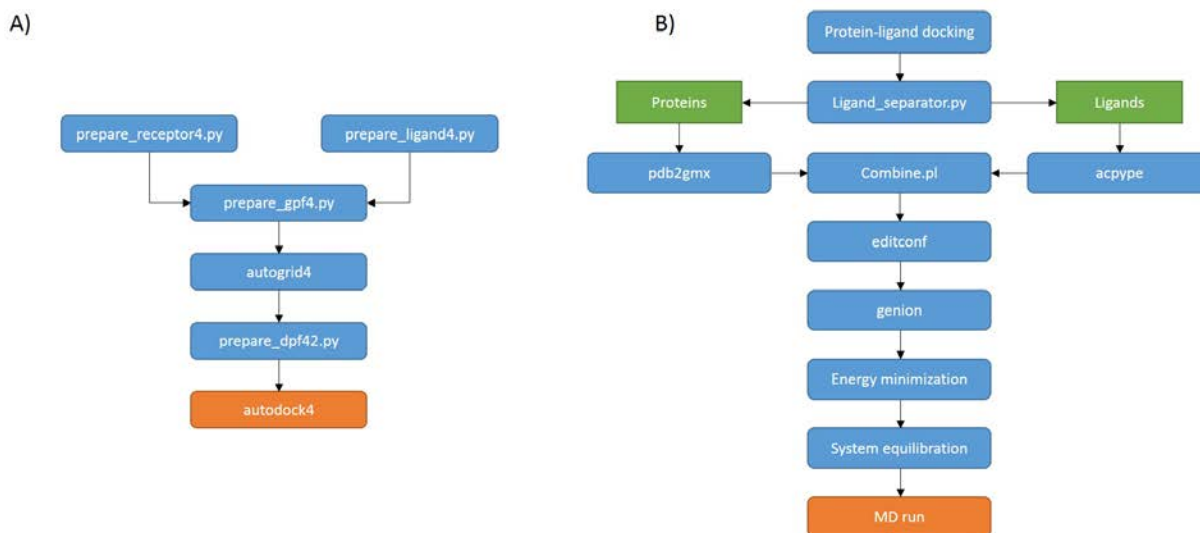 A)
prepare_receptor4.py
prepare_ligand4.py
prepare_gpf4.py
autogrid4
prepare_dpf42.py
autodock4
B)
Protein-ligand docking
Proteins
Ligand_separator.py
Ligands
pdb2gmx
Combine.pl
acpype
editconf
genion
Energy minimization
System equilibration
MD run